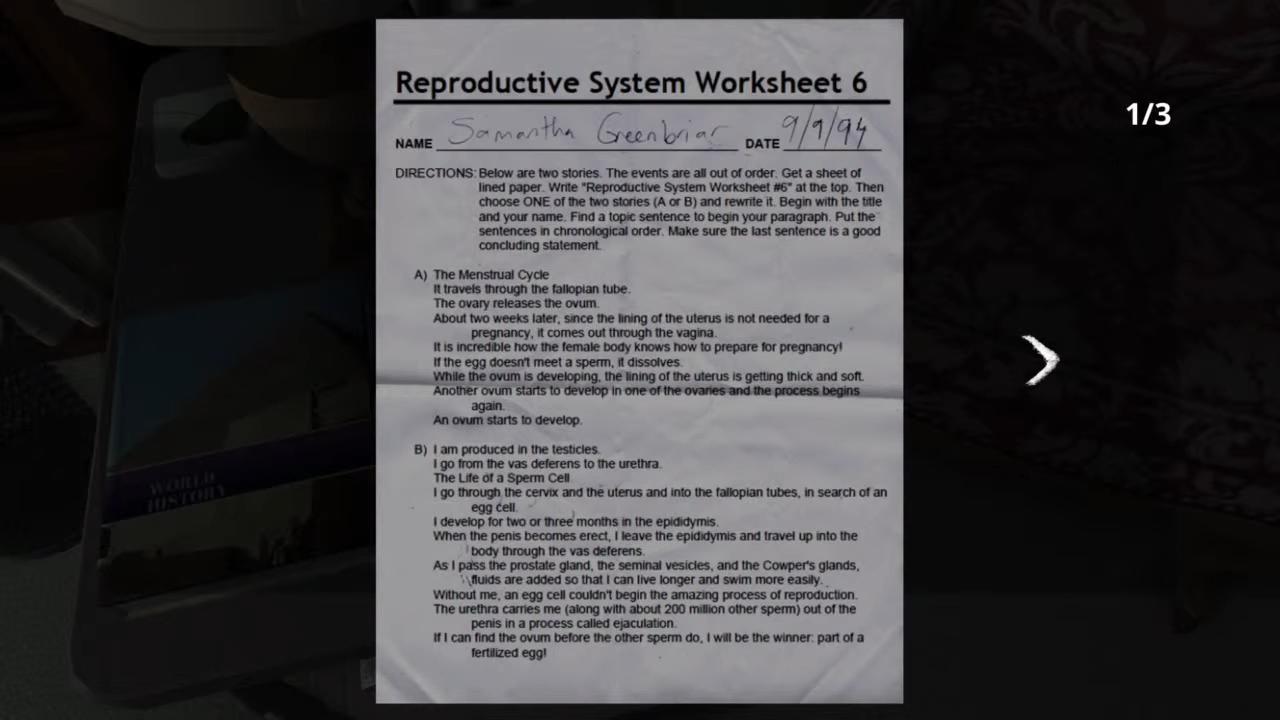 Reproductive System Worksheet 6
1/3
NAME Samantha Greenbriar DATE 9/9/94
DIRECTIONS: Below are two stories. The events are all out of order. Get a sheet of
lined paper. Write "Reproductive System Worksheet #6" at the top. Then
choose ONE of the two stories (A or B) and rewrite it. Begin with the title
and your name. Find a topic sentence to begin your paragraph. Put the
sentences in chronological order. Make sure the last sentence is a good
concluding statement.
A) The Menstrual Cycle
It travels through the fallopian tube.
The ovary releases the ovum.
About two weeks later, since the lining of the uterus is not needed for a
pregnancy, it comes out through the vagina.
It is incredible how the female body knows how to prepare for pregnancy!
If the egg doesn't meet a sperm, it dissolves.
While the ovum is developing, the lining of the uterus is getting thick and soft.
Another ovum starts to develop in one of the ovaries and the process begins
again.
An ovum starts to develop.
B) I am produced in the testicles.
I go from the vas deferens to the urethra.
The Life of a Sperm Cell
I go through the cervix and the uterus and into the fallopian tubes, in search of an
egg cell.
I develop for two or three months in the epididymis.
When the penis becomes erect, I leave the epididymis and travel up into the
body through the vas deferens.
As I pass the prostate gland, the seminal vesicles, and the Cowper's glands,
fluids are added so that I can live longer and swim more easily.
Without me, an egg cell couldn't begin the amazing process of reproduction.
The urethra carries me (along with about 200 million other sperm) out of the
penis in a process called ejaculation.
If I can find the ovum before the other sperm do, I will be the winner: part of a
fertilized egg!
WORLD
HISTORY